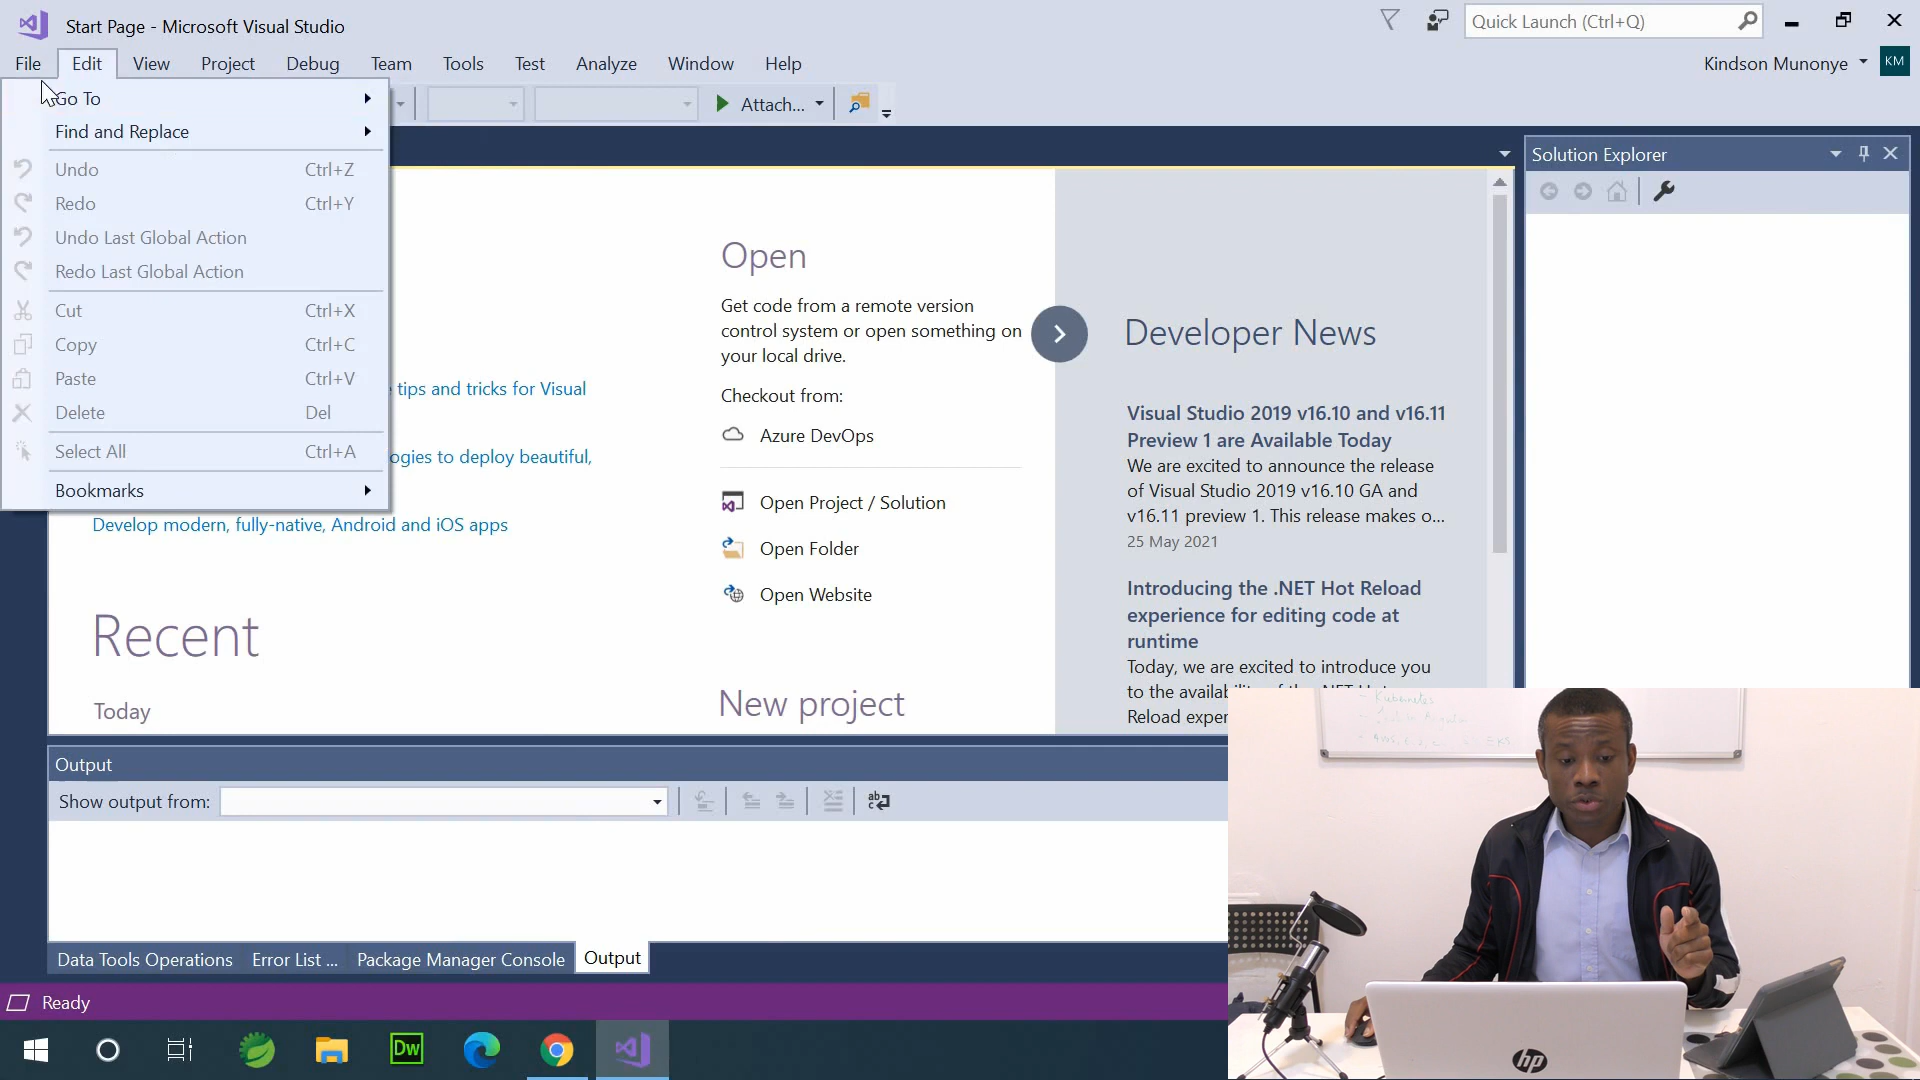 Start Page - Microsoft Visual Studio
Quick Launch (Ctrl+Q)
File Edit View Project Debug Team Tools Test Analyze Window Help
Kindson Munonye KM
Go To
Attach...
Find and Replace
Undo Ctrl+Z
Redo Ctrl+Y
Undo Last Global Action
Redo Last Global Action
Cut Ctrl+X
Copy Ctrl+C
Paste Ctrl+V
Delete Del
Select All Ctrl+A
Bookmarks
tips and tricks for Visual
to deploy beautiful,
Develop modern, fully-native, Android and iOS apps
Recent
Today
Open
Get code from a remote version
control system or open something on
your local drive.
Checkout from:
Azure DevOps
Open Project / Solution
Open Folder
Open Website
New project
Developer News
Visual Studio 2019 v16.10 and v16.11
Preview 1 are Available Today
We are excited to announce the release
of Visual Studio 2019 v16.10 GA and
v16.11 preview 1. This release makes o...
25 May 2021
Introducing the .NET Hot Reload
experience for editing code at
runtime
Today, we are excited to introduce you
to the
Reload
Solution Explorer
Output
Show output from:
Data Tools Operations Error List ... Package Manager Console Output
Ready
Dw
Kubernetes
hp